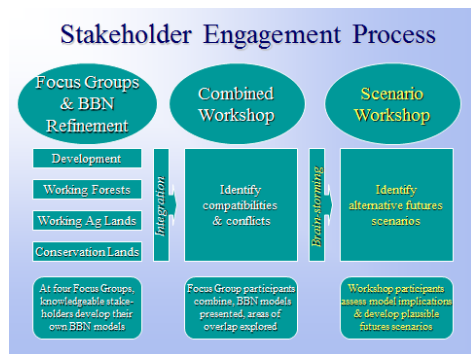 Stakeholder Engagement Process
Focus Groups
& BBN
Refinement
Combined
Workshop
Scenario
Workshop
Development
Working Forests
Working Ag Lands
Conservation Lands
Integration
Identify
compatibilities
& conflicts
Brain-storming
Identify
alternative futures
scenarios
At four Focus Groups,
knowledgeable stake-
holders develop their
own BBN models
Focus Group participants
combine, BBN models
presented, areas of
overlap explored
Workshop participants
assess model implications
& develop plausible
futures scenarios